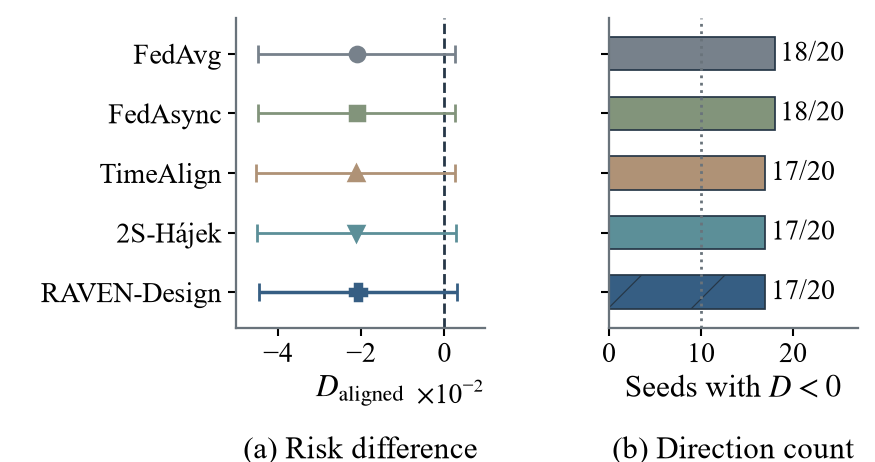 FedAvg
FedAsync
TimeAlign
2S-Hájek
RAVEN-Design
−4 −2 0
D_aligned ×10⁻²
(a) Risk difference
18/20
18/20
17/20
17/20
17/20
0 10 20
Seeds with D < 0
(b) Direction count